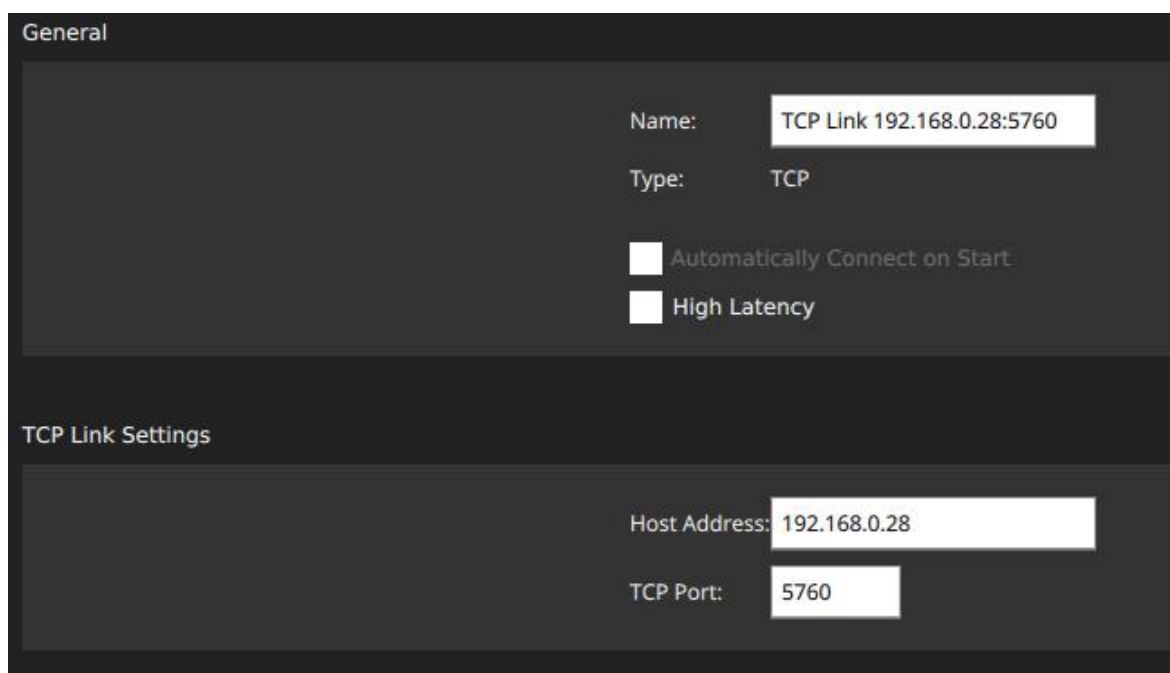 General
Name: TCP Link 192.168.0.28:5760
Type: TCP
Automatically Connect on Start
High Latency
TCP Link Settings
Host Address: 192.168.0.28
TCP Port: 5760